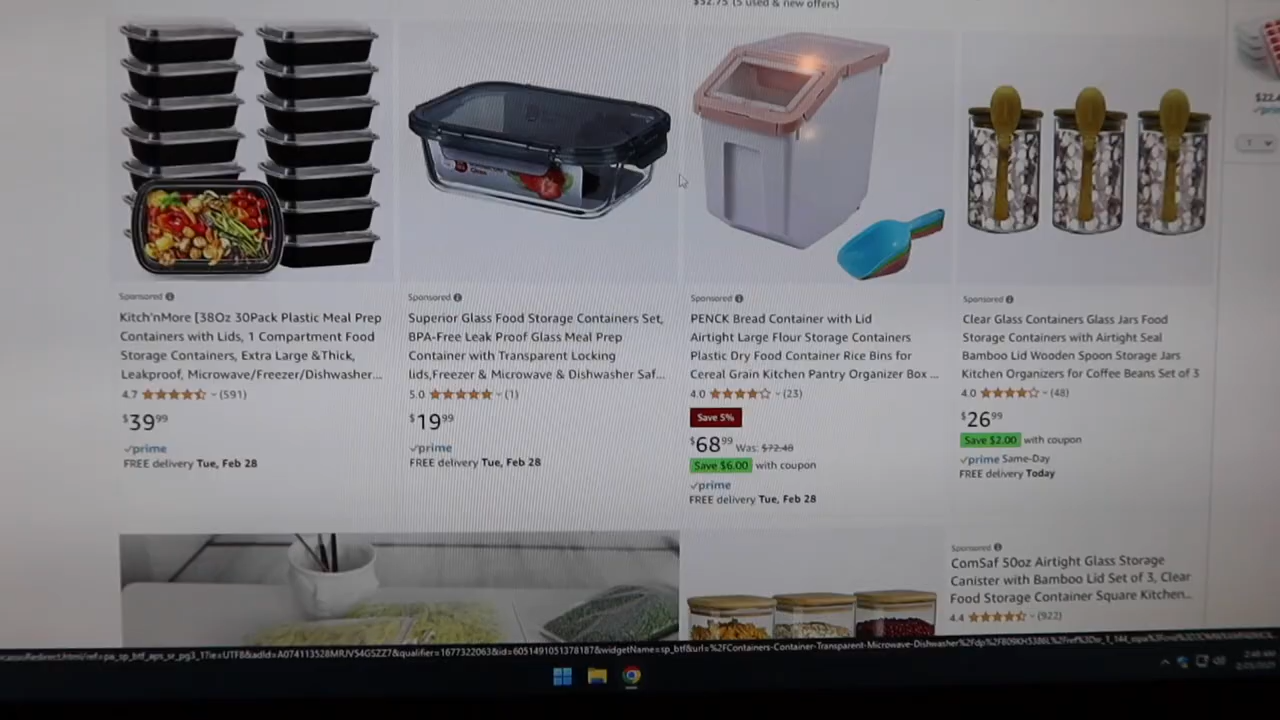 $52.75 (5 used & new offers)
$22.4
Sponsored
Kitch'nMore [38Oz 30Pack Plastic Meal Prep
Containers with Lids, 1 Compartment Food
Storage Containers, Extra Large &Thick,
Leakproof, Microwave/Freezer/Dishwasher...
4.7 (591)
$39.99
prime
FREE delivery Tue, Feb 28
Sponsored
Superior Glass Food Storage Containers Set,
BPA-Free Leak Proof Glass Meal Prep
Container with Transparent Locking
lids,Freezer & Microwave & Dishwasher Saf...
5.0 (1)
$19.99
prime
FREE delivery Tue, Feb 28
Sponsored
PENCK Bread Container with Lid
Airtight Large Flour Storage Containers
Plastic Dry Food Container Rice Bins for
Cereal Grain Kitchen Pantry Organizer Box ...
4.0 (23)
Save 5%
$68.99 Was: $72.48
Save $6.00 with coupon
prime
FREE delivery Tue, Feb 28
Sponsored
Clear Glass Containers Glass Jars Food
Storage Containers with Airtight Seal
Bamboo Lid Wooden Spoon Storage Jars
Kitchen Organizers for Coffee Beans Set of 3
4.0 (48)
$26.99
Save $2.00 with coupon
prime Same-Day
FREE delivery Today
Sponsored
ComSaf 50oz Airtight Glass Storage
Canister with Bamboo Lid Set of 3, Clear
Food Storage Container Square Kitchen...
4.4 (922)